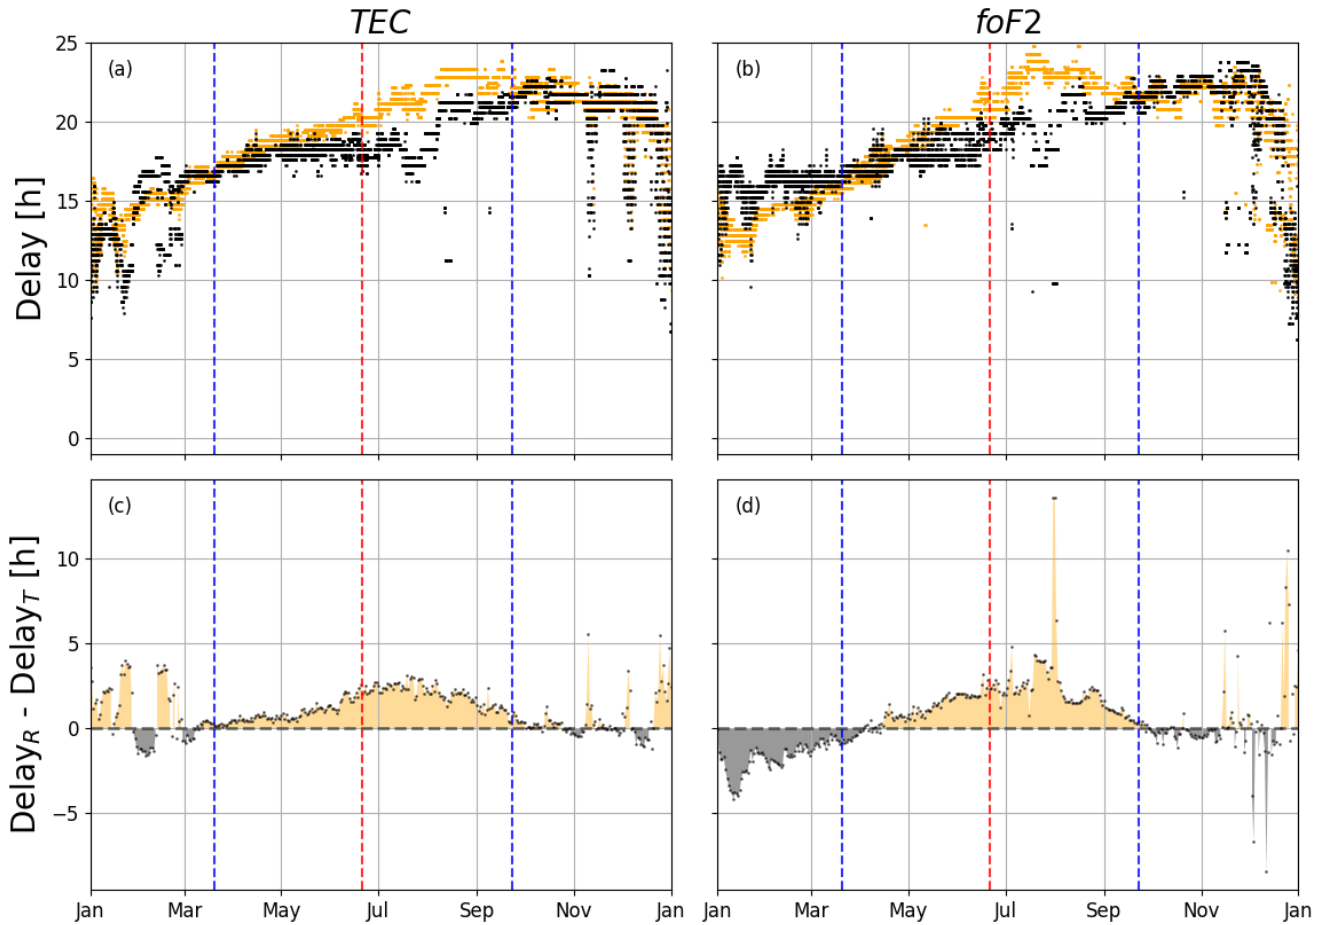 TEC
foF2
(a)
(b)
25
20
15
10
5
0
Delay [h]
(c)
(d)
10
5
0
−5
Delay_R - Delay_T [h]
Jan Mar May Jul Sep Nov Jan
Jan Mar May Jul Sep Nov Jan